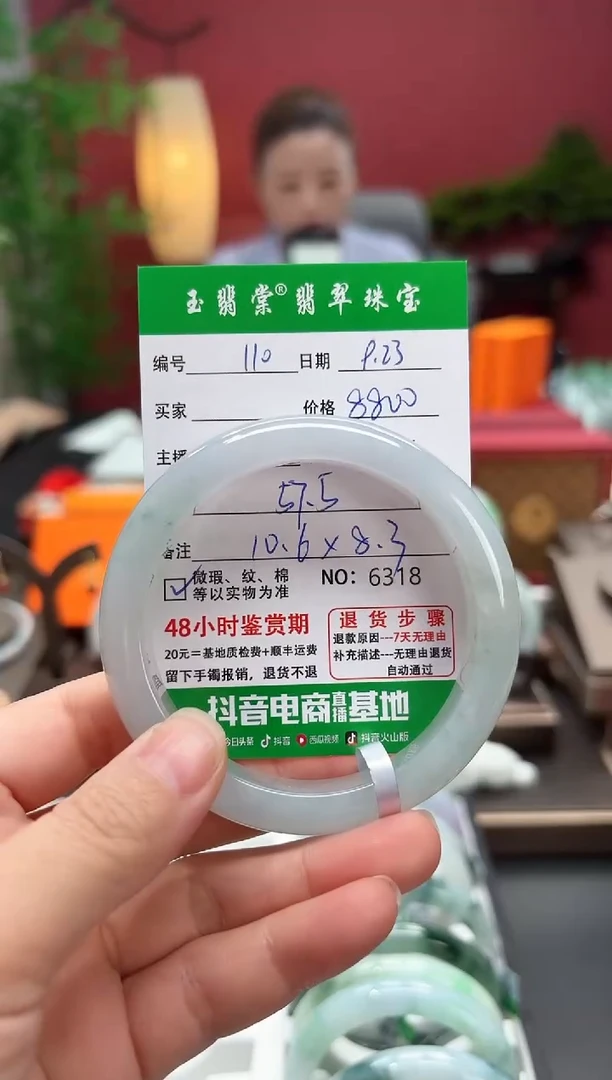 玉翡棠®翡翠珠宝
编号 110 日期 9.23
买家 价格 8800
主播
57.5
备注 10.6×8.3
微瑕、纹、棉
等以实物为准
NO: 6318
48小时鉴赏期
20元=基地质检费+顺丰运费
留下手镯报销，退货不退
退货步骤
退款原因---7天无理由
补充描述---无理由退货
自动通过
抖音电商直播基地
今日头条 抖音 西瓜视频 抖音火山版